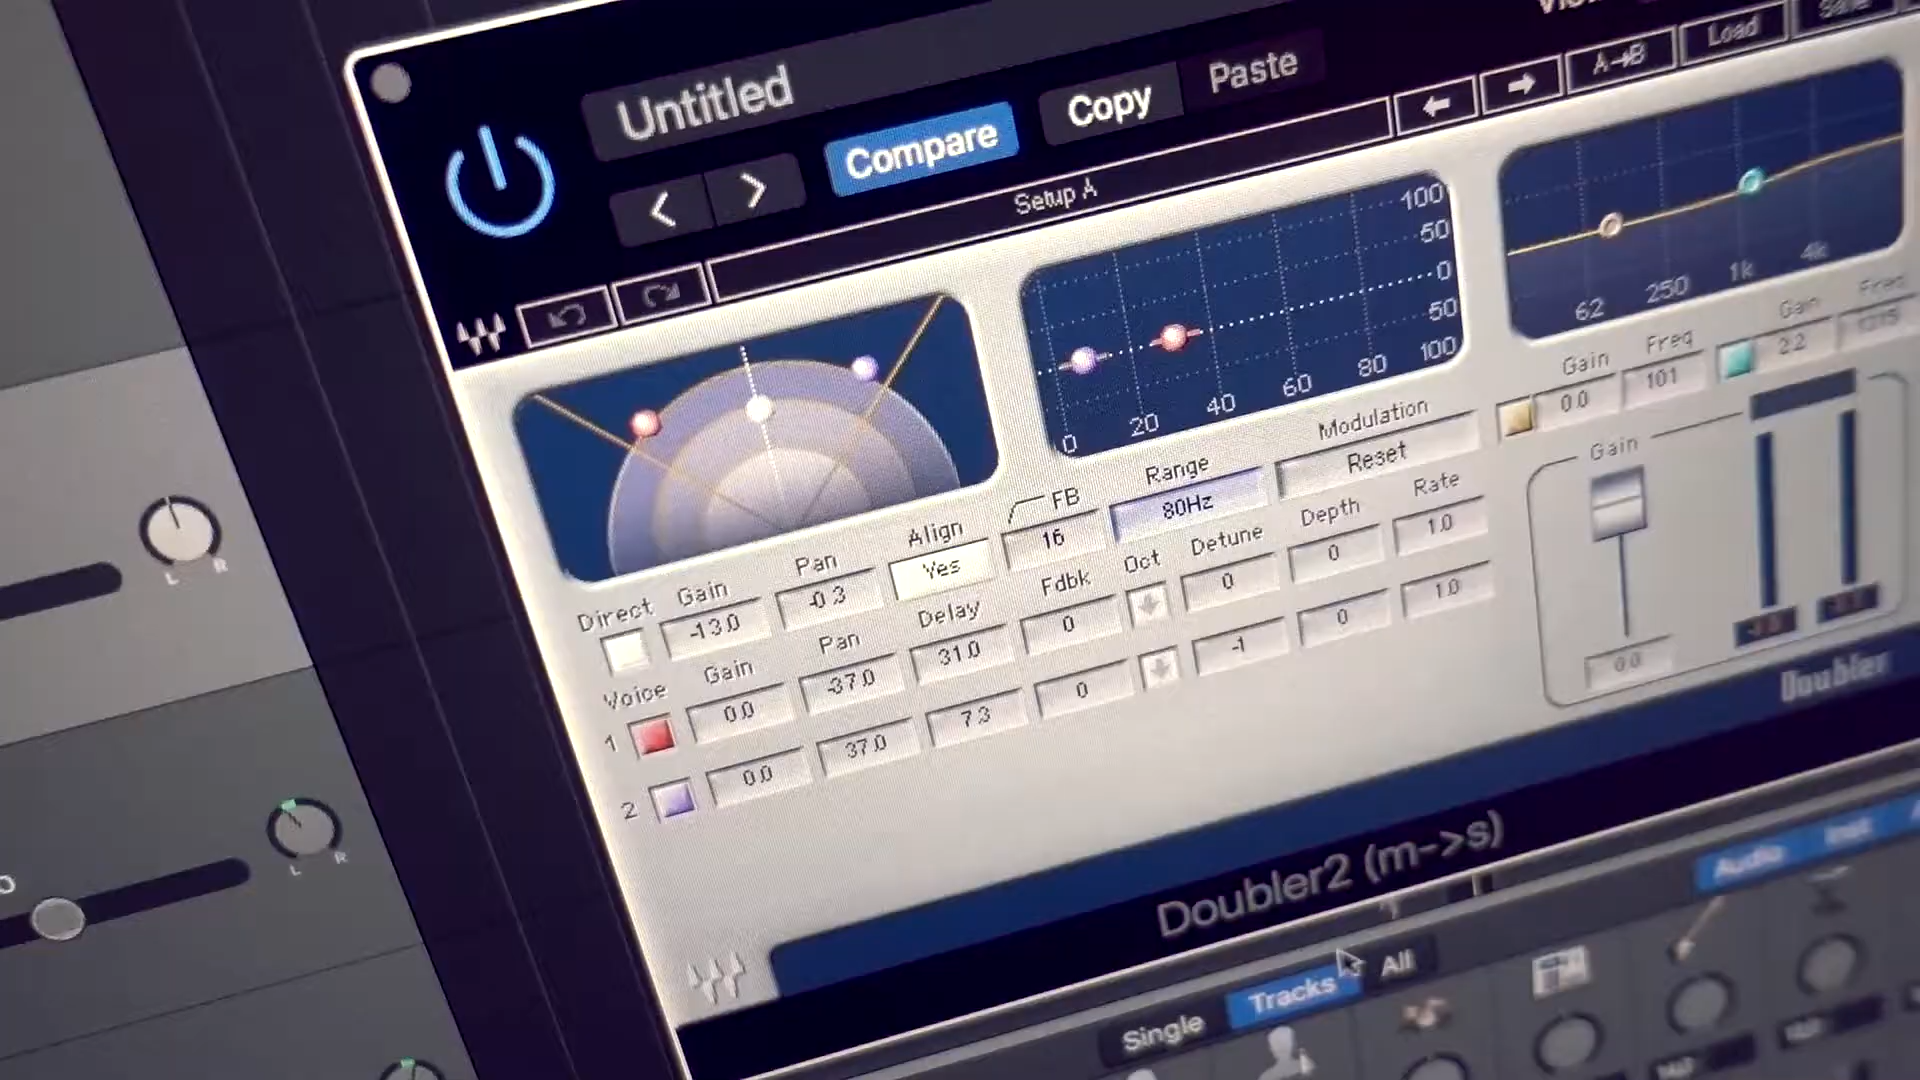 Untitled
Compare
Copy
Paste
Setup A
A→B
Load
100
50
0
50
100
0 20 40 60 80
62 250 1k 4k
Gain Freq
0.0 101
Gain
2.2
Direct Gain Pan Align FB Range Modulation
-13.0 -0.3 Yes 16 80Hz Reset
Voice Gain Pan Delay Fdbk Oct Detune Depth Rate
1 0.0 -37.0 31.0 0 0 0 1.0
2 0.0 37.0 7.3 0 -1 0 1.0
Gain
0.0
Doubler
Doubler2 (m->s)
Single Tracks All
Audio Inst
L R
L R